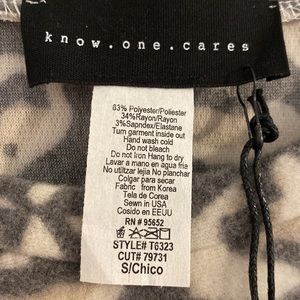 know.one.cares
63% Polyester/Poliester
34%Rayon/Rayon
3%Sapndex/Elastane
Turn garment inside out
Hand wash cold
Do not bleach
Do not Iron Hang to dry
Lava a mano en agua fria
No utilizar lejia No Planchar
Colgar para secar
Fabric from Korea
Tela de Corea
Sewn in USA
Cosido en EEUU
RN # 95652
STYLE# T6323
CUT# 79731
S/Chico